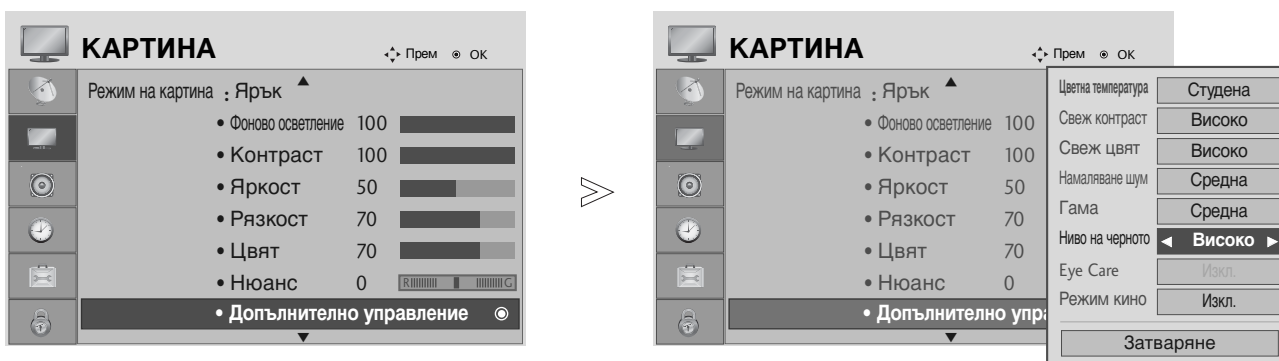 КАРТИНА
Прем ОК
Режим на картина : Ярък
• Фоново осветление 100
• Контраст 100
• Яркост 50
• Рязкост 70
• Цвят 70
• Нюанс 0 R G
• Допълнително управление
КАРТИНА
Прем ОК
Режим на картина : Ярък
• Фоново осветление 100
• Контраст 100
• Яркост 50
• Рязкост 70
• Цвят 70
• Нюанс 0
• Допълнително упра
Цветна температура Студена
Свеж контраст Високо
Свеж цвят Високо
Намаляване шум Средна
Гама Средна
Ниво на черното ◄ Високо ►
Eye Care Изкл.
Режим кино Изкл.
Затваряне